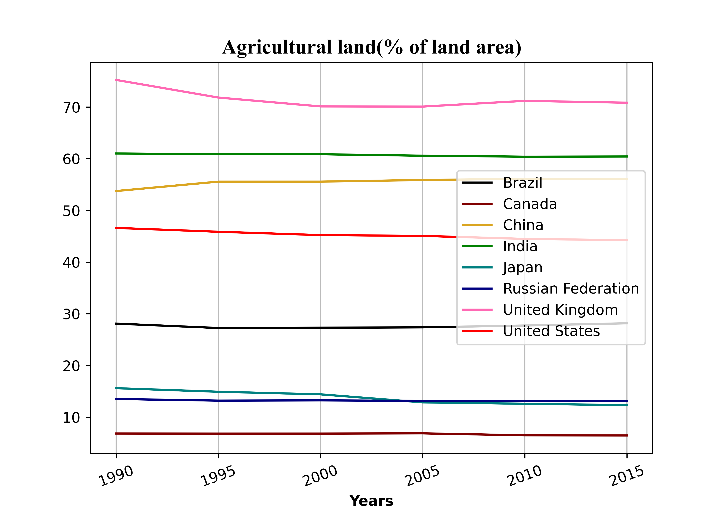 Agricultural land(% of land area)
70
60
50
40
30
20
10
Brazil
Canada
China
India
Japan
Russian Federation
United Kingdom
United States
1990
1995
2000
2005
2010
2015
Years